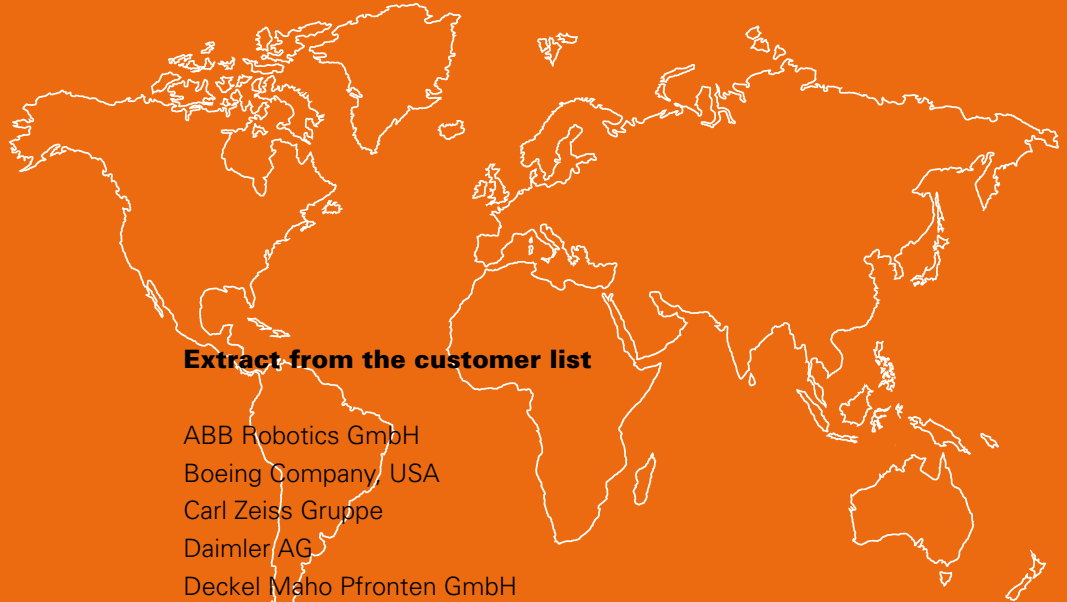 Extract from the customer list
ABB Robotics GmbH
Boeing Company, USA
Carl Zeiss Gruppe
Daimler AG
Deckel Maho Pfronten GmbH